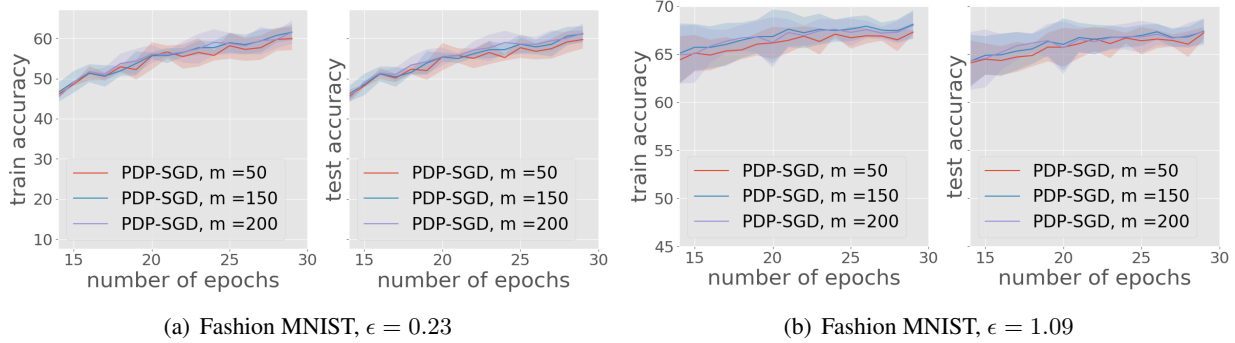 train accuracy
60
50
40
30
20
10
PDP-SGD, m =50
PDP-SGD, m =150
PDP-SGD, m =200
15
20
25
30
number of epochs
test accuracy
PDP-SGD, m =50
PDP-SGD, m =150
PDP-SGD, m =200
15
20
25
30
number of epochs
(a) Fashion MNIST, ϵ = 0.23
train accuracy
70
65
60
55
50
45
PDP-SGD, m =50
PDP-SGD, m =150
PDP-SGD, m =200
15
20
25
30
number of epochs
test accuracy
PDP-SGD, m =50
PDP-SGD, m =150
PDP-SGD, m =200
15
20
25
30
number of epochs
(b) Fashion MNIST, ϵ = 1.09